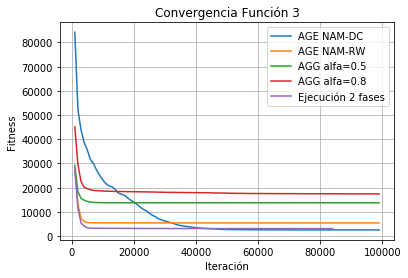 Convergencia Función 3
AGE NAM-DC
AGE NAM-RW
AGG alfa=0.5
AGG alfa=0.8
Ejecución 2 fases
Fitness
80000
70000
60000
50000
40000
30000
20000
10000
0
0 20000 40000 60000 80000 100000
Iteración